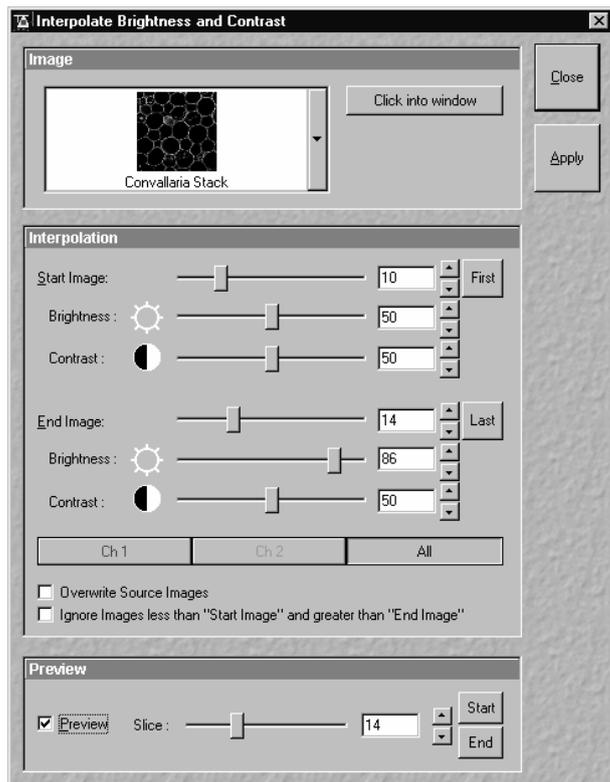 Interpolate Brightness and Contrast
Image
Click into window
Convallaria Stack
Close
Apply
Interpolation
Start Image: 10 First
Brightness : 50
Contrast : 50
End Image: 14 Last
Brightness : 86
Contrast : 50
Ch 1 Ch 2 All
Overwrite Source Images
Ignore Images less than "Start Image" and greater than "End Image"
Preview
Preview Slice : 14 Start
End